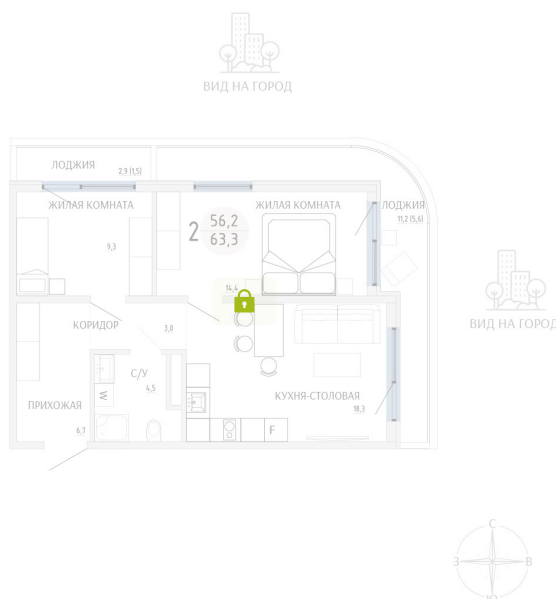 ВИД НА ГОРОД
ЛОДЖИЯ
2,9 (1,5)
ЖИЛАЯ КОМНАТА
9,3
2
56,2
63,3
ЖИЛАЯ КОМНАТА
14,4
ЛОДЖИЯ
11,2 (5,6)
ВИД НА ГОРОД
КОРИДОР
3,0
С/У
4,5
W
ПРИХОЖАЯ
6,7
КУХНЯ-СТОЛОВАЯ
18,3
F
С
З
В
Ю